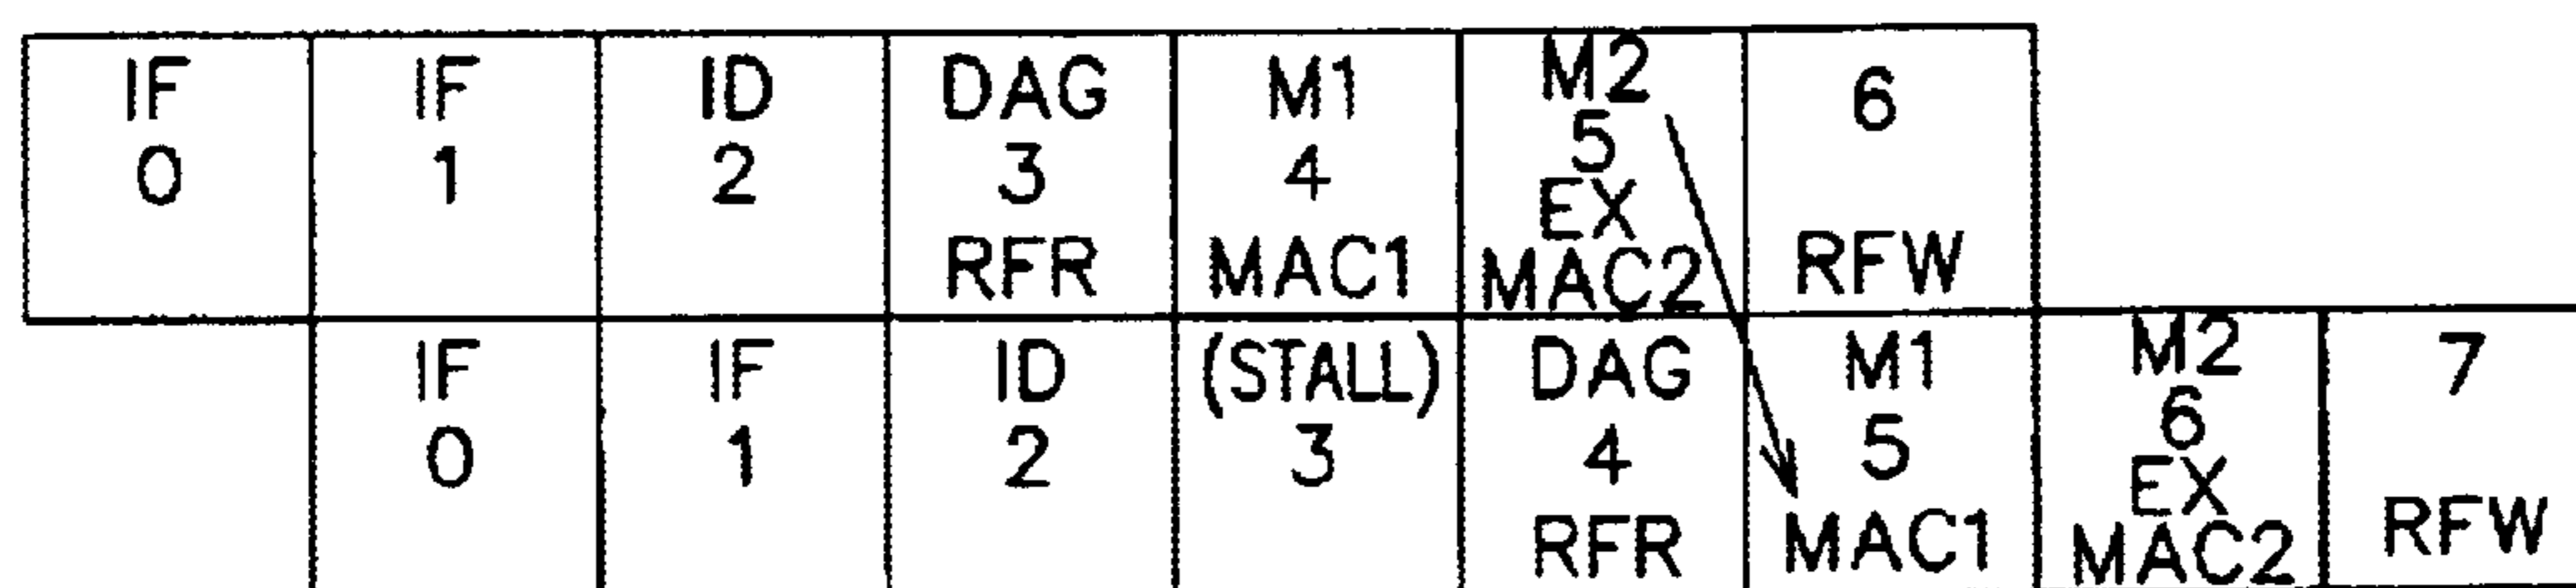 IF IF ID DAG M1 M2 6
0 1 2 3 4 5
EX
RFR MAC1 MAC2 RFW
IF IF ID (STALL) DAG M1 M2 7
0 1 2 3 4 5 6
EX
RFR MAC1 MAC2 RFW